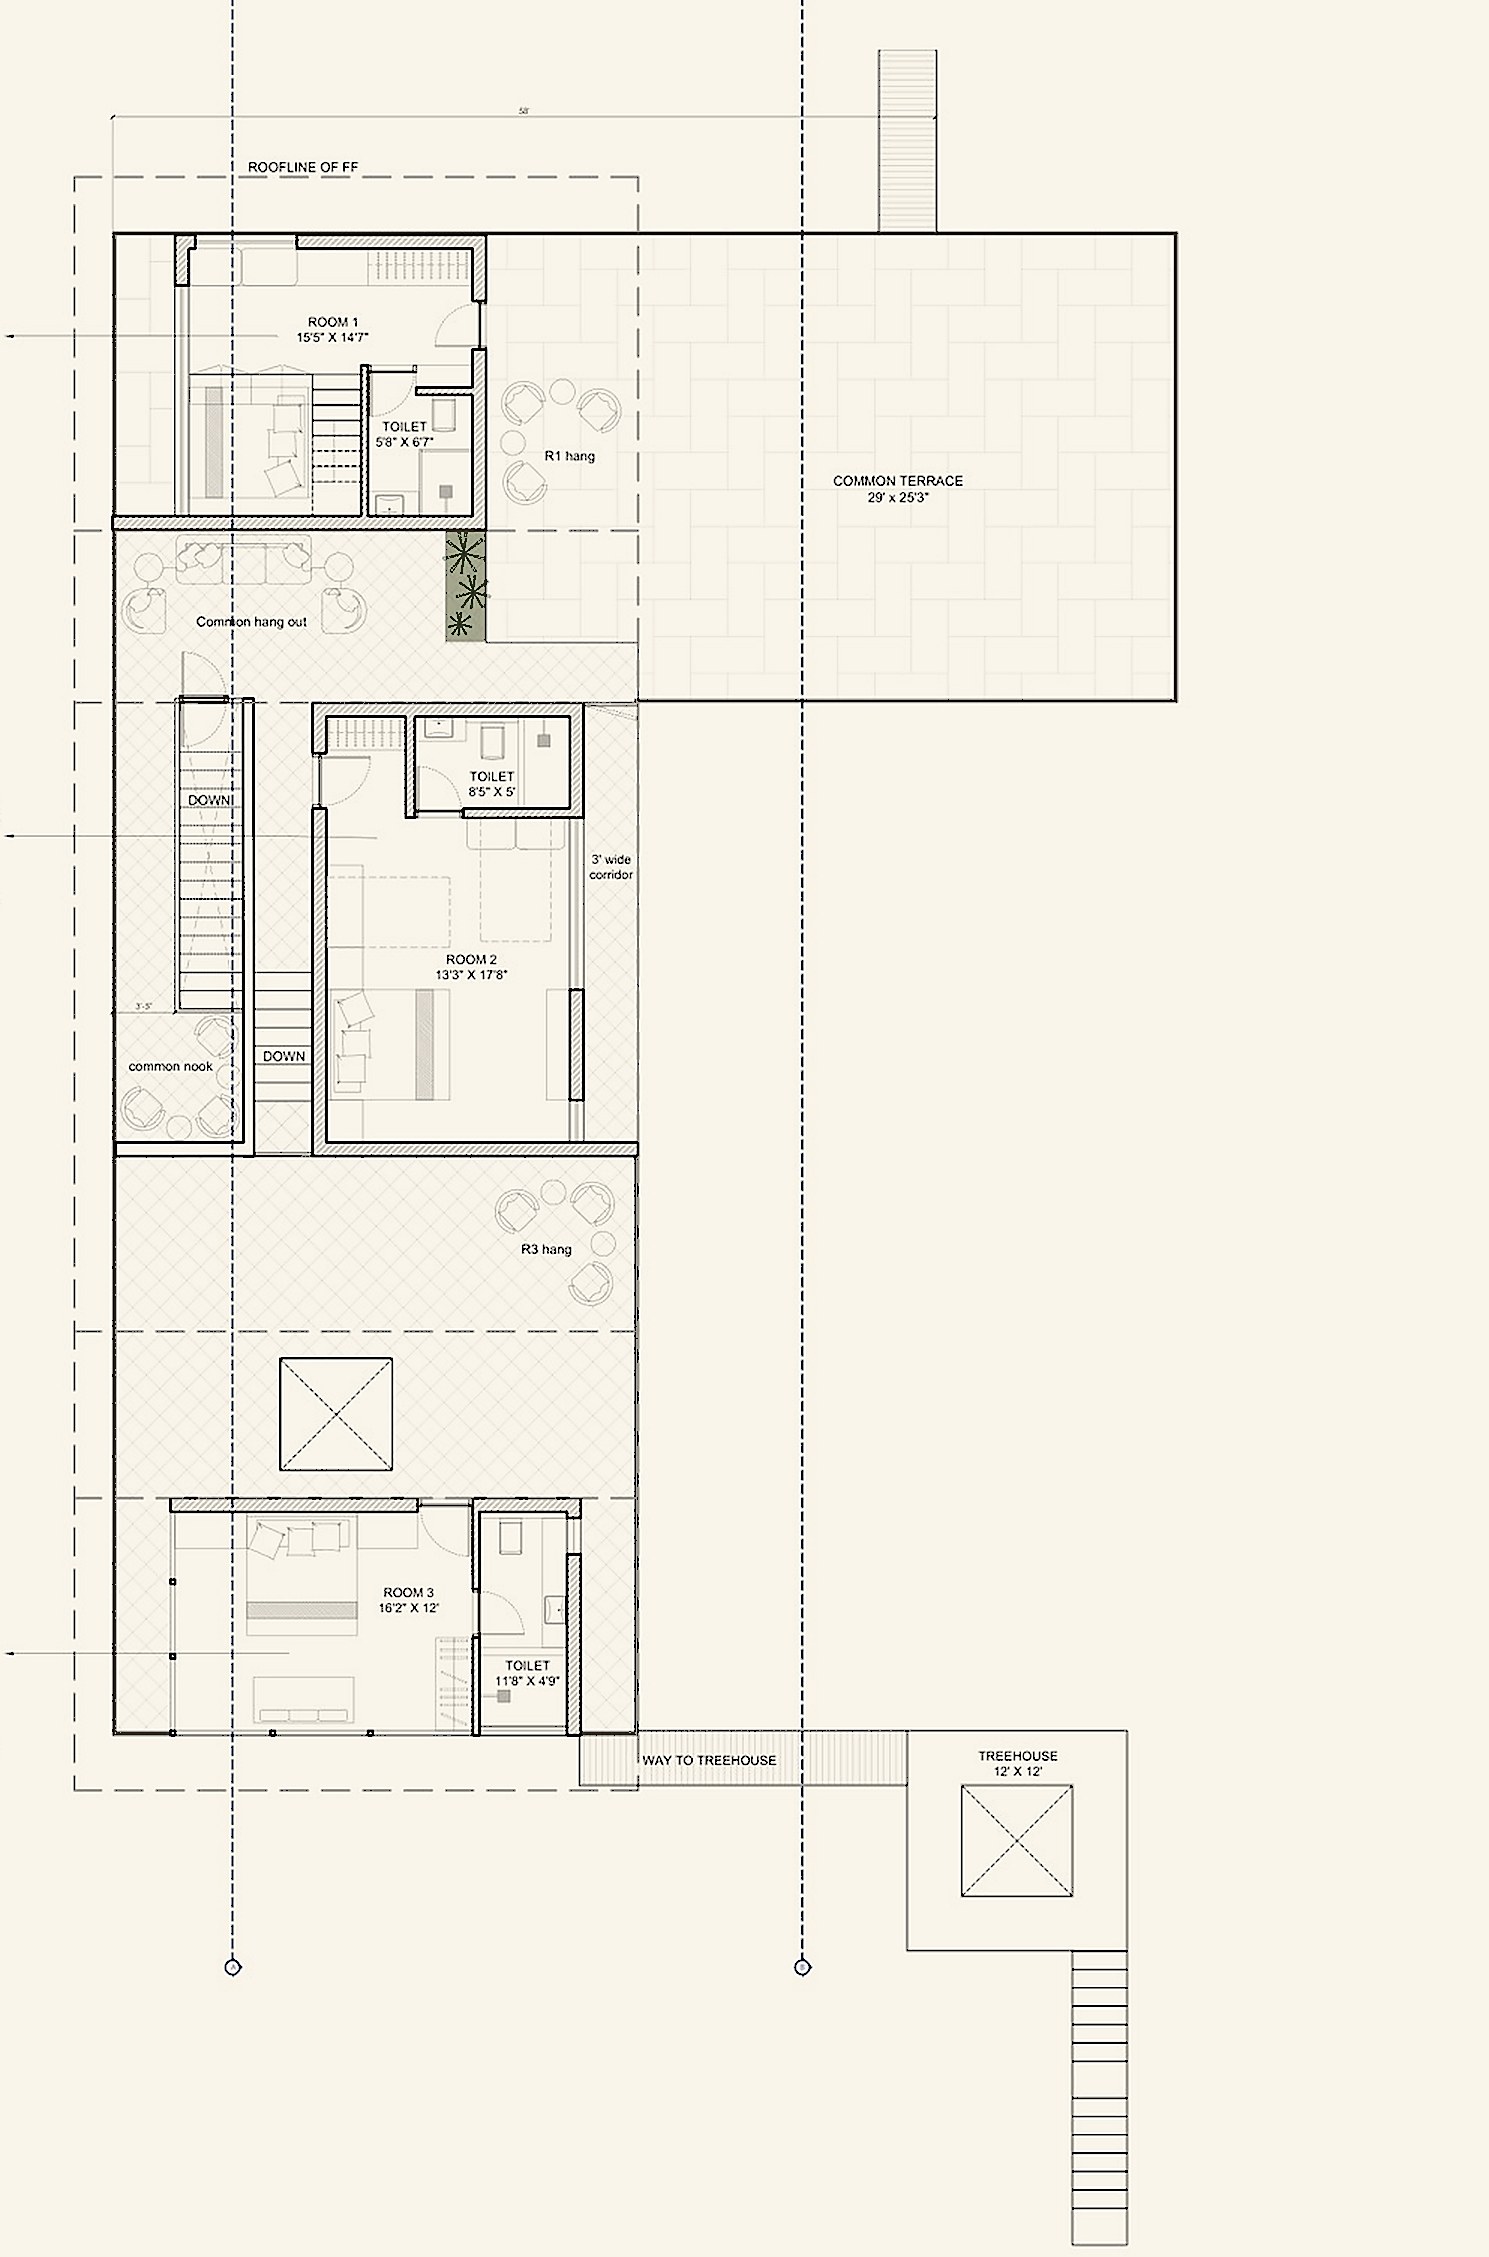 58'
ROOFLINE OF FF
ROOM 1
15'5" X 14'7"
TOILET
5'8" X 6'7"
R1 hang
COMMON TERRACE
29' x 25'3"
Common hang out
TOILET
8'5" X 5'
DOWN
3' wide
corridor
ROOM 2
13'3" X 17'8"
3'-5"
DOWN
common nook
R3 hang
ROOM 3
16'2" X 12'
TOILET
11'8" X 4'9"
WAY TO TREEHOUSE
TREEHOUSE
12' X 12'
A